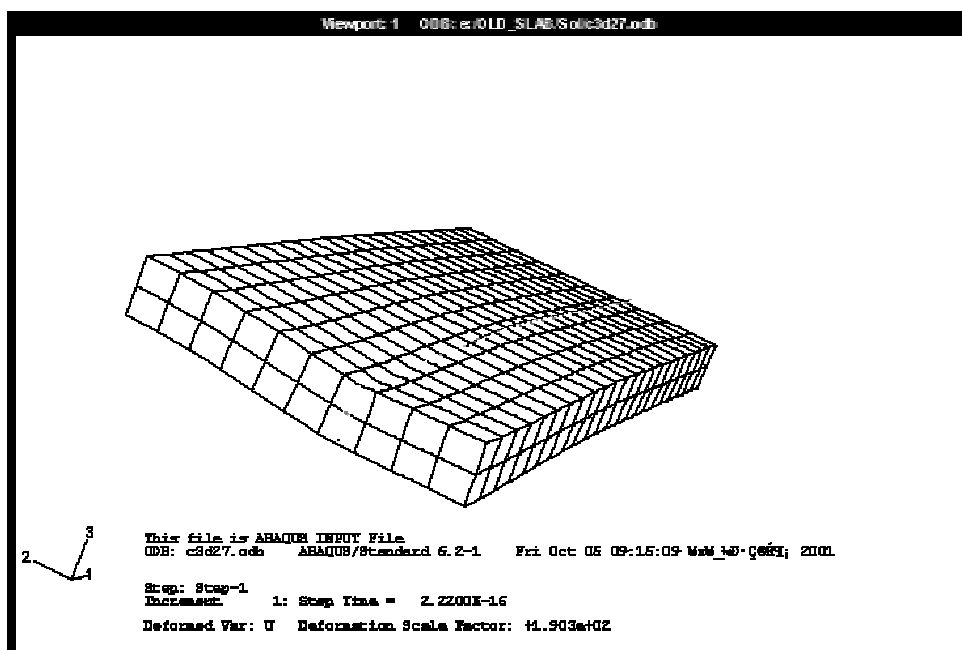 Viewport: 1 ODB: e:/OLD_SLAB/Solic3d27.odb
3
2
1
This file is ABAQUS INPUT File
ODB: c3d27.odb ABAQUS/Standard 6.2-1 Fri Oct 05 09:15:09 2001
Step: Step-1
Increment 1: Step Time = 2.2200E-16
Deformed Var: U Deformation Scale Factor: +1.903e+02